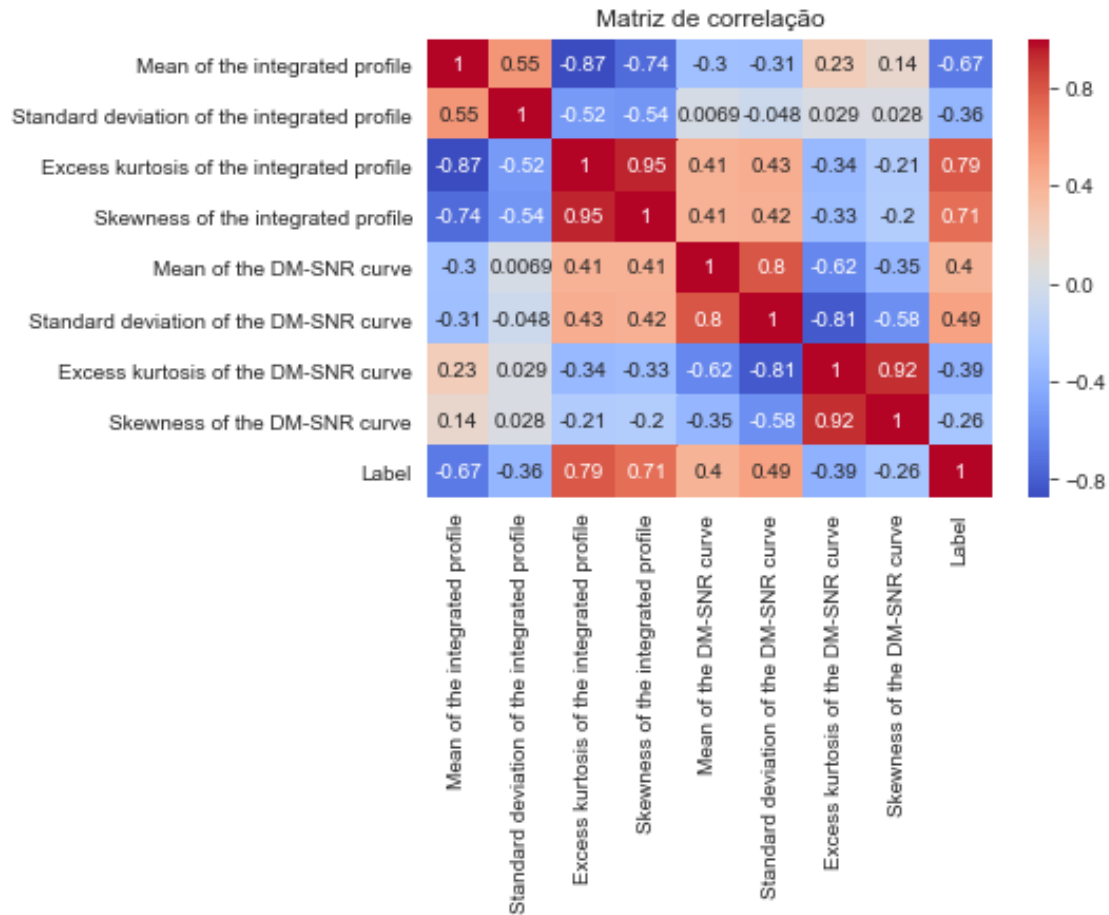 Matriz de correlação
Mean of the integrated profile 1 0.55 -0.87 -0.74 -0.3 -0.31 0.23 0.14 -0.67
Standard deviation of the integrated profile 0.55 1 -0.52 -0.54 0.0069 -0.048 0.029 0.028 -0.36
Excess kurtosis of the integrated profile -0.87 -0.52 1 0.95 0.41 0.43 -0.34 -0.21 0.79
Skewness of the integrated profile -0.74 -0.54 0.95 1 0.41 0.42 -0.33 -0.2 0.71
Mean of the DM-SNR curve -0.3 0.0069 0.41 0.41 1 0.8 -0.62 -0.35 0.4
Standard deviation of the DM-SNR curve -0.31 -0.048 0.43 0.42 0.8 1 -0.81 -0.58 0.49
Excess kurtosis of the DM-SNR curve 0.23 0.029 -0.34 -0.33 -0.62 -0.81 1 0.92 -0.39
Skewness of the DM-SNR curve 0.14 0.028 -0.21 -0.2 -0.35 -0.58 0.92 1 -0.26
Label -0.67 -0.36 0.79 0.71 0.4 0.49 -0.39 -0.26 1
Mean of the integrated profile
Standard deviation of the integrated profile
Excess kurtosis of the integrated profile
Skewness of the integrated profile
Mean of the DM-SNR curve
Standard deviation of the DM-SNR curve
Excess kurtosis of the DM-SNR curve
Skewness of the DM-SNR curve
Label
0.8
0.4
0.0
-0.4
-0.8